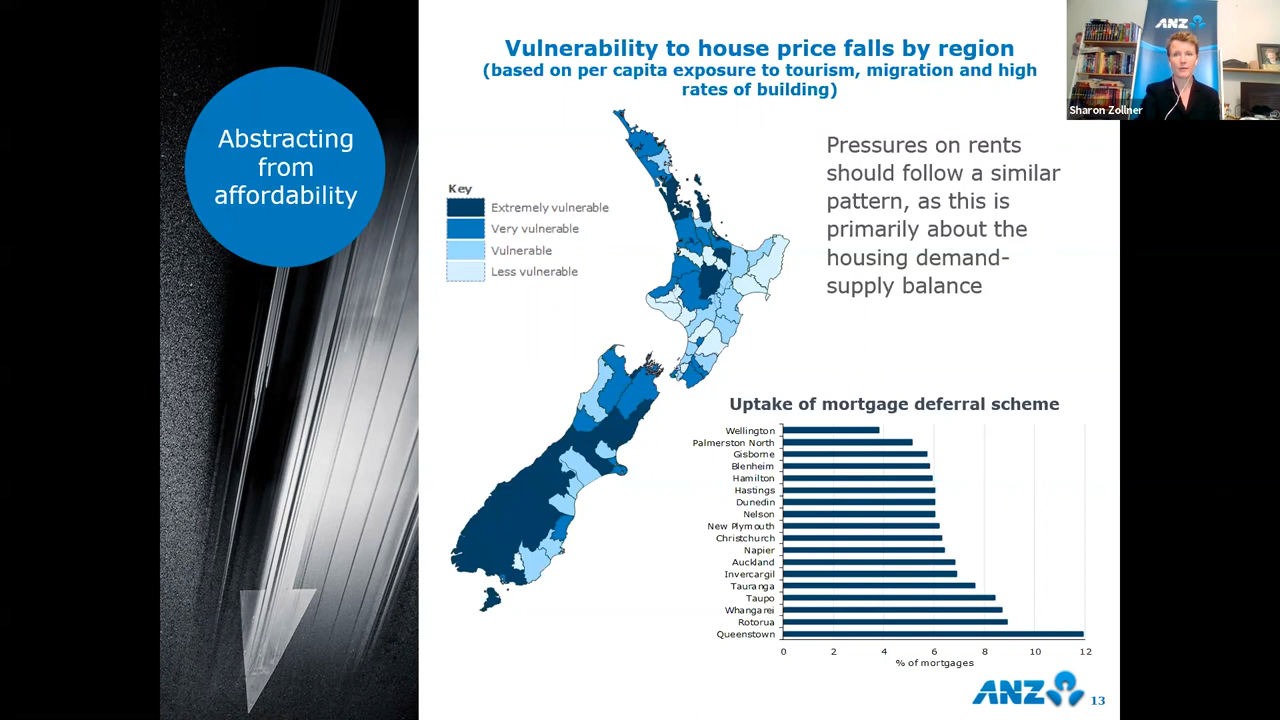 Abstracting
from
affordability
Vulnerability to house price falls by region
(based on per capita exposure to tourism, migration and high
rates of building)
Key
Extremely vulnerable
Very vulnerable
Vulnerable
Less vulnerable
Pressures on rents
should follow a similar
pattern, as this is
primarily about the
housing demand-
supply balance
Uptake of mortgage deferral scheme
Wellington
Palmerston North
Gisborne
Blenheim
Hamilton
Hastings
Dunedin
Nelson
New Plymouth
Christchurch
Napier
Auckland
Invercargil
Tauranga
Taupo
Whangarei
Rotorua
Queenstown
0 2 4 6 8 10 12
% of mortgages
ANZ
13
ANZ
Sharon Zollner